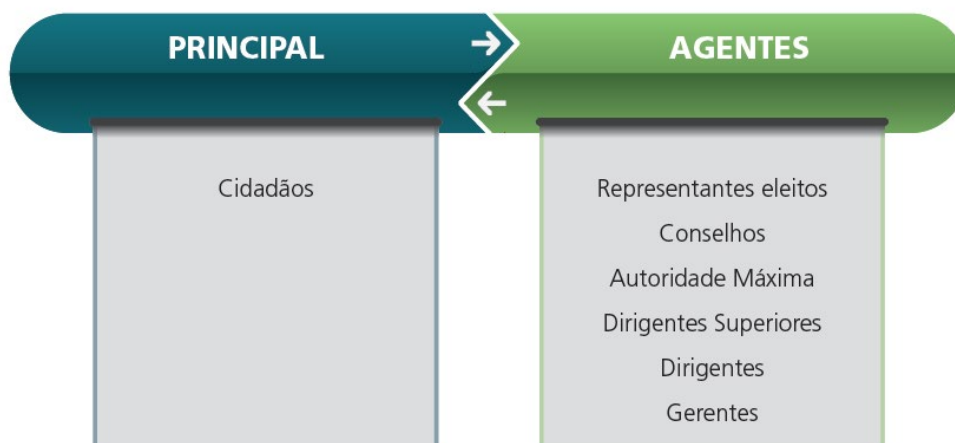 PRINCIPAL
AGENTES
Cidadãos
Representantes eleitos
Conselhos
Autoridade Máxima
Dirigentes Superiores
Dirigentes
Gerentes